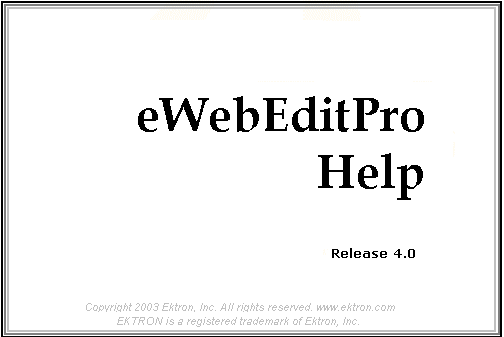 eWebEditPro
Help
Release 4.0
Copyright 2003 Ektron, Inc. All rights reserved. www.ektron.com
EKTRON is a registered trademark of Ektron, Inc.